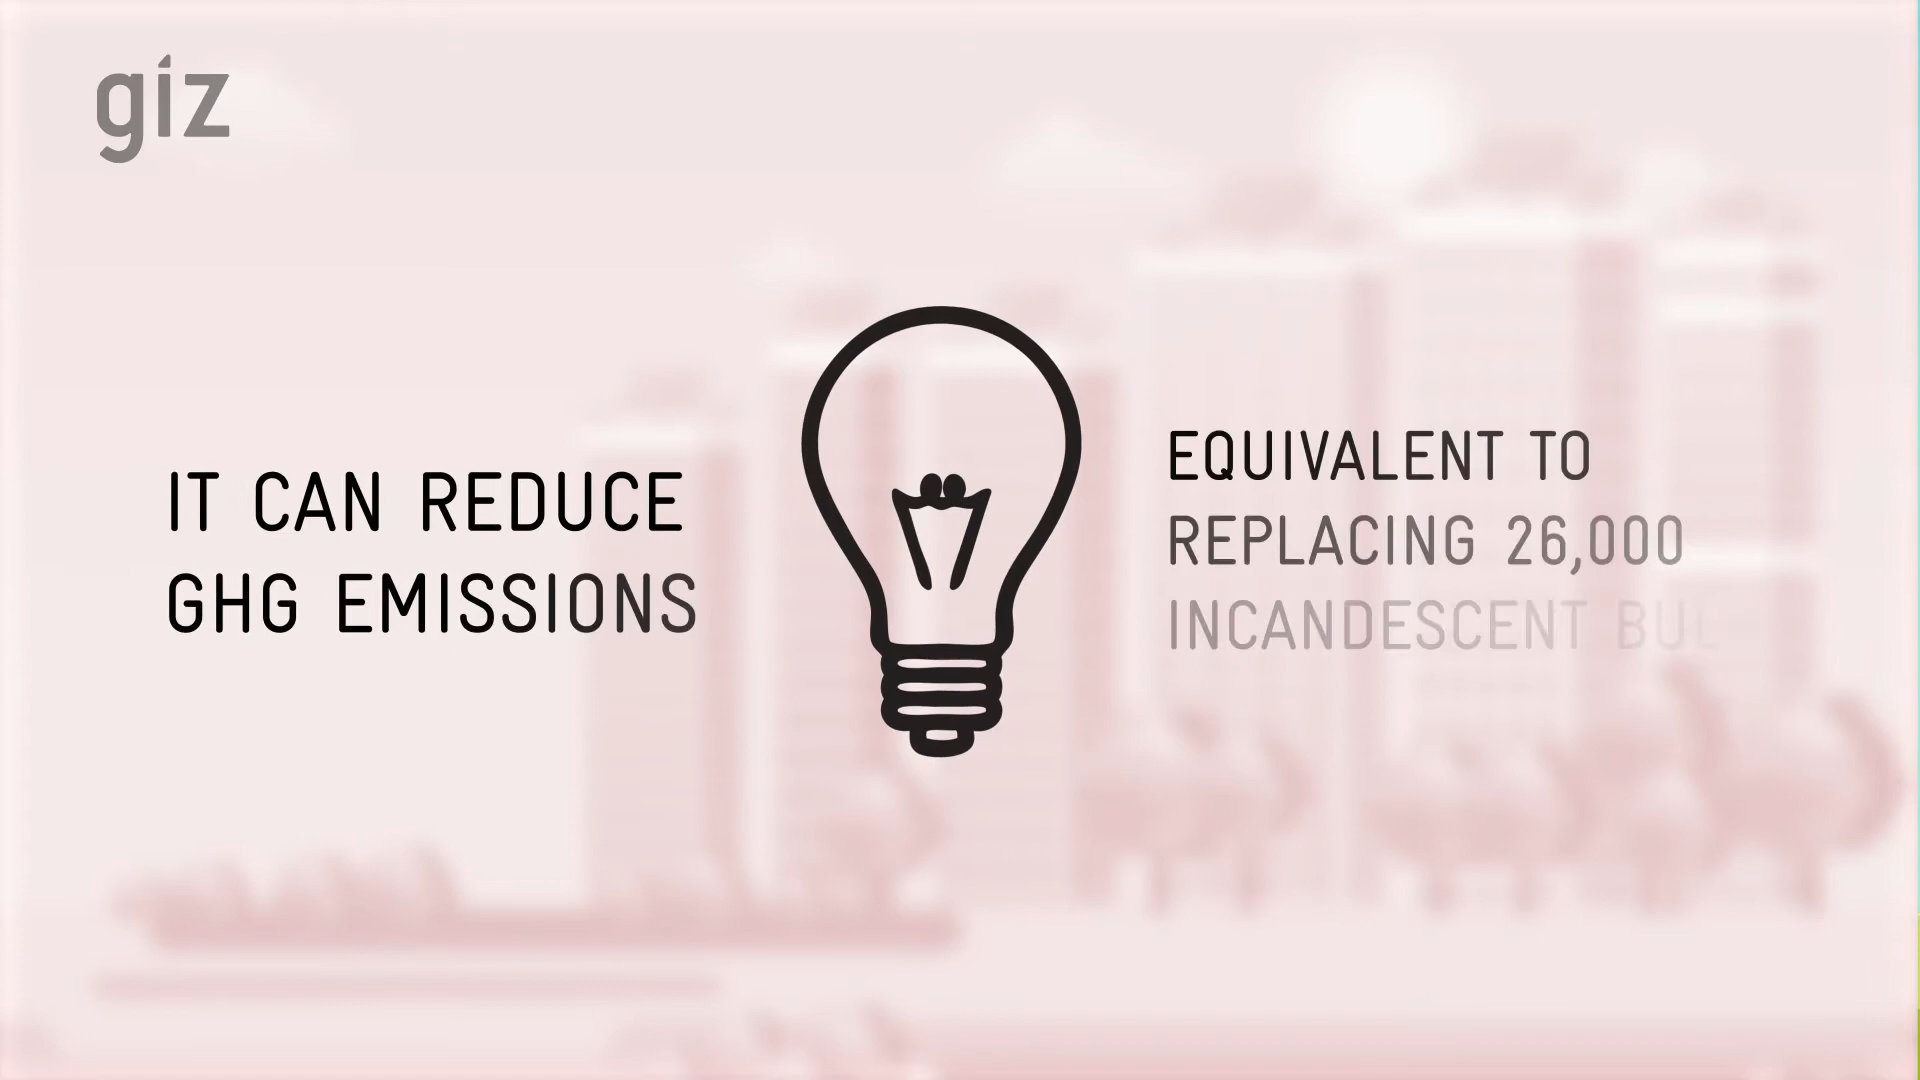 giz
IT CAN REDUCE
GHG EMISSIONS
EQUIVALENT TO
REPLACING 26,000
INCANDESCENT